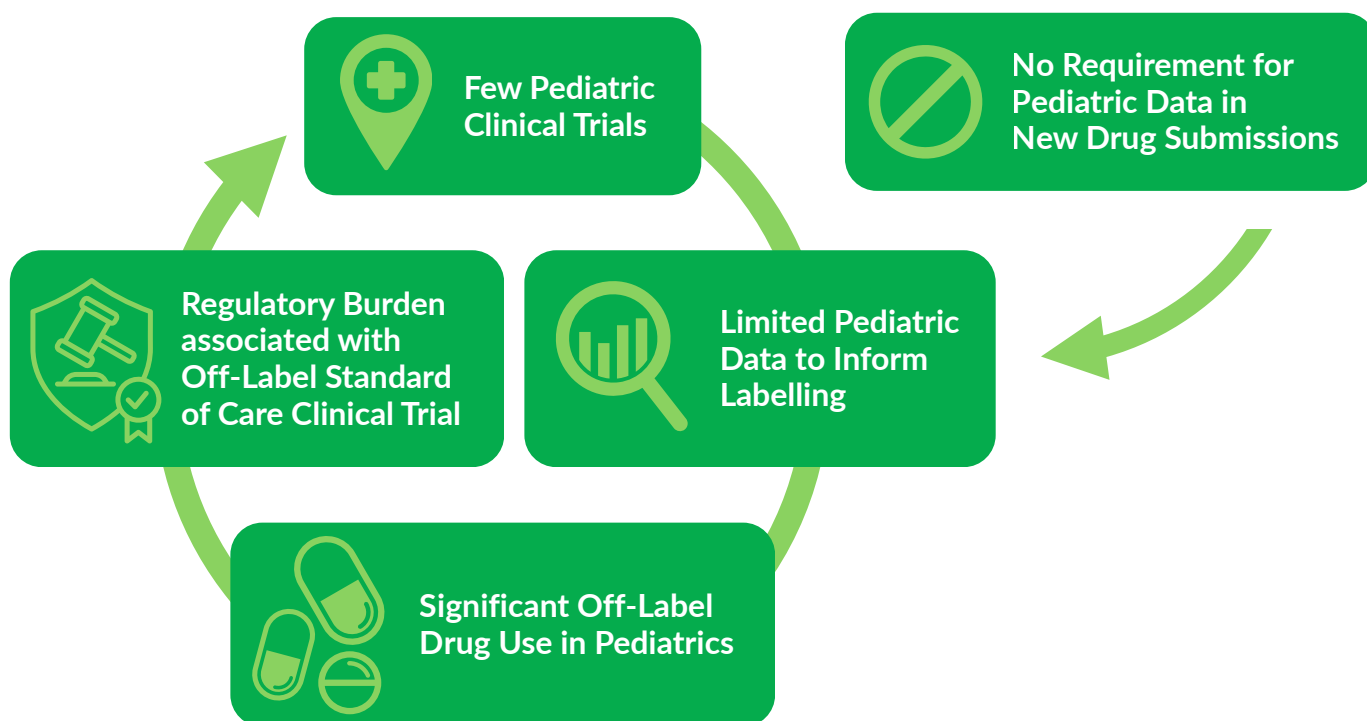 Few Pediatric
Clinical Trials
No Requirement for
Pediatric Data in
New Drug Submissions
Regulatory Burden
associated with
Off-Label Standard
of Care Clinical Trial
Limited Pediatric
Data to Inform
Labelling
Significant Off-Label
Drug Use in Pediatrics